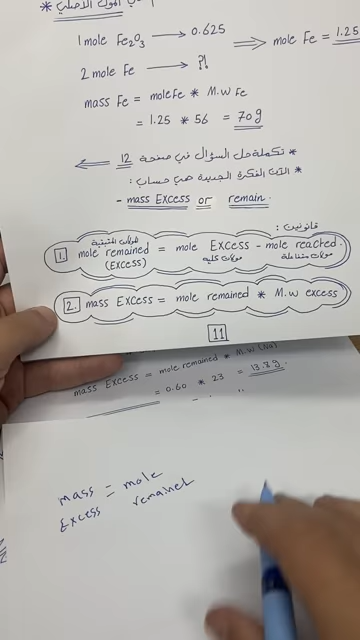 1 mole Fe₂O₃ → 0.625 ⇒ mole Fe = 1.25
2 mole Fe → ?!
mass Fe = mole Fe * M.W Fe
= 1.25 * 56 = 70 g
* تكملة حل السؤال في صفحة 12 ←
* الآن الفكرة الجديدة هي حساب:
- mass Excess or remain.
قانونين:
1. mole remained = mole Excess - mole reacted.
(Excess)
2. mass Excess = mole remained * M.w excess
11
mass Excess = mole remained * M.W (Na)
= 0.60 * 23 = 13.8 g.
mass = mole
Excess remained